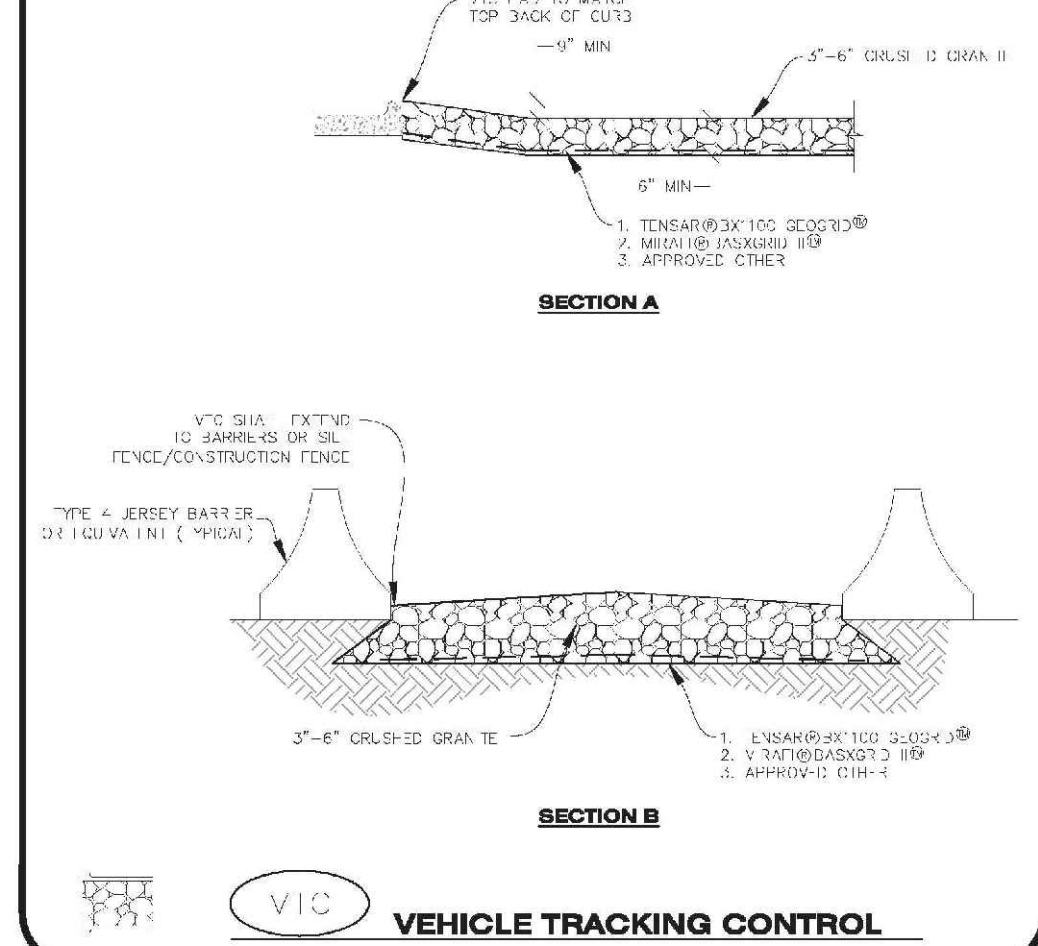 TOP BACK OF CURB
9" MIN
3"-6" CRUSHED GRANITE
6" MIN
1. TENSAR®BX1100 GEOGRID™
2. MIRAFI®BASXGRID II™
3. APPROVED OTHER
SECTION A
VTC SHALL EXTEND
TO BARRIERS OR SILT
FENCE/CONSTRUCTION FENCE
TYPE 4 JERSEY BARRIER
OR EQUIVALENT (TYPICAL)
3"-6" CRUSHED GRANITE
1. TENSAR®BX1100 GEOGRID™
2. MIRAFI®BASXGRID II™
3. APPROVED OTHER
SECTION B
VTC
VEHICLE TRACKING CONTROL